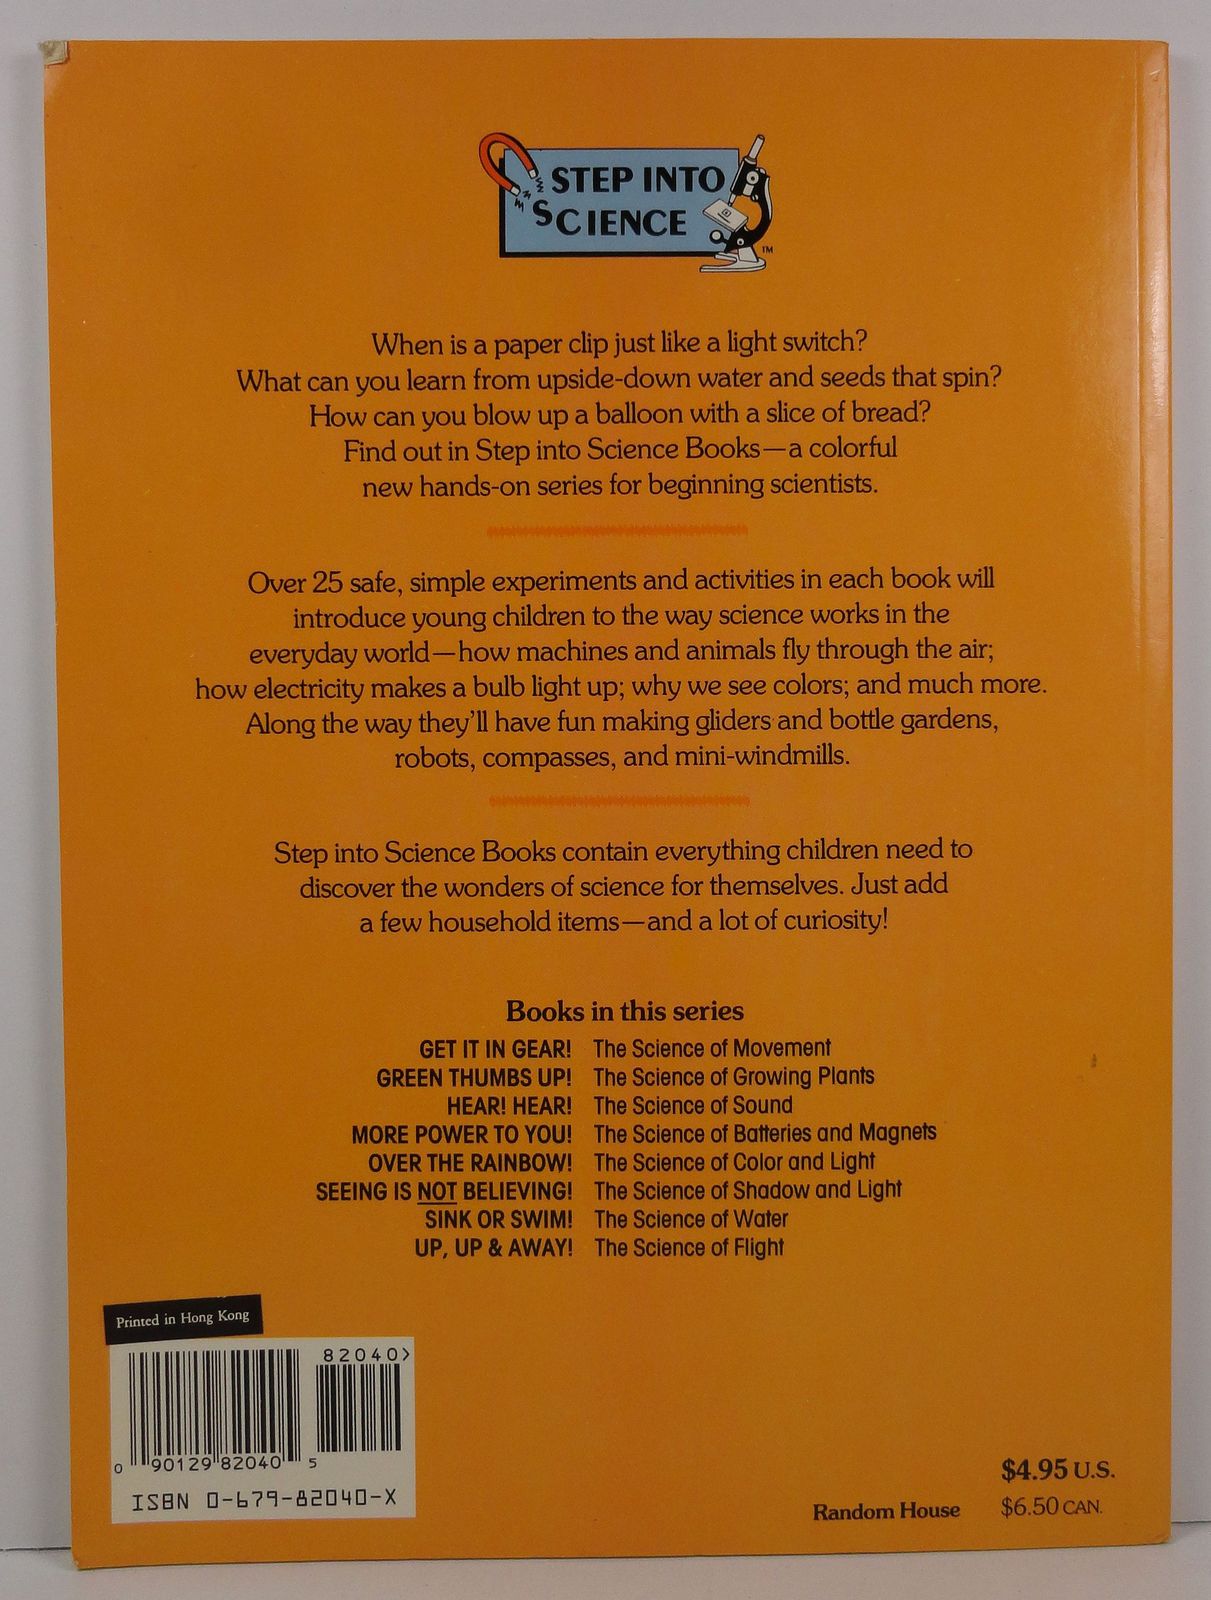 STEP INTO
SCIENCE
TM
When is a paper clip just like a light switch?
What can you learn from upside-down water and seeds that spin?
How can you blow up a balloon with a slice of bread?
Find out in Step into Science Books—a colorful
new hands-on series for beginning scientists.
Over 25 safe, simple experiments and activities in each book will
introduce young children to the way science works in the
everyday world—how machines and animals fly through the air;
how electricity makes a bulb light up; why we see colors; and much more.
Along the way they'll have fun making gliders and bottle gardens,
robots, compasses, and mini-windmills.
Step into Science Books contain everything children need to
discover the wonders of science for themselves. Just add
a few household items—and a lot of curiosity!
Books in this series
GET IT IN GEAR! The Science of Movement
GREEN THUMBS UP! The Science of Growing Plants
HEAR! HEAR! The Science of Sound
MORE POWER TO YOU! The Science of Batteries and Magnets
OVER THE RAINBOW! The Science of Color and Light
SEEING IS NOT BELIEVING! The Science of Shadow and Light
SINK OR SWIM! The Science of Water
UP, UP & AWAY! The Science of Flight
Printed in Hong Kong
82040>
0 90129 82040 5
ISBN 0-679-82040-X
Random House
$4.95 U.S.
$6.50 CAN.